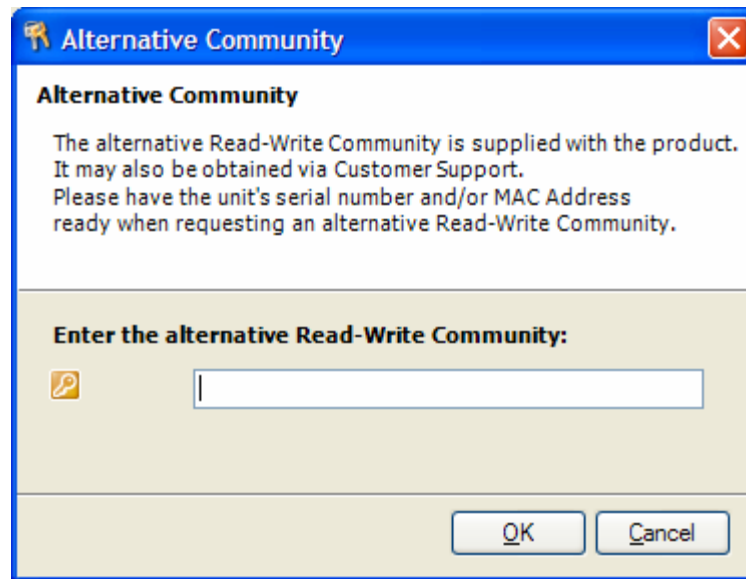 Alternative Community
Alternative Community
The alternative Read-Write Community is supplied with the product.
It may also be obtained via Customer Support.
Please have the unit's serial number and/or MAC Address
ready when requesting an alternative Read-Write Community.
Enter the alternative Read-Write Community:
OK Cancel